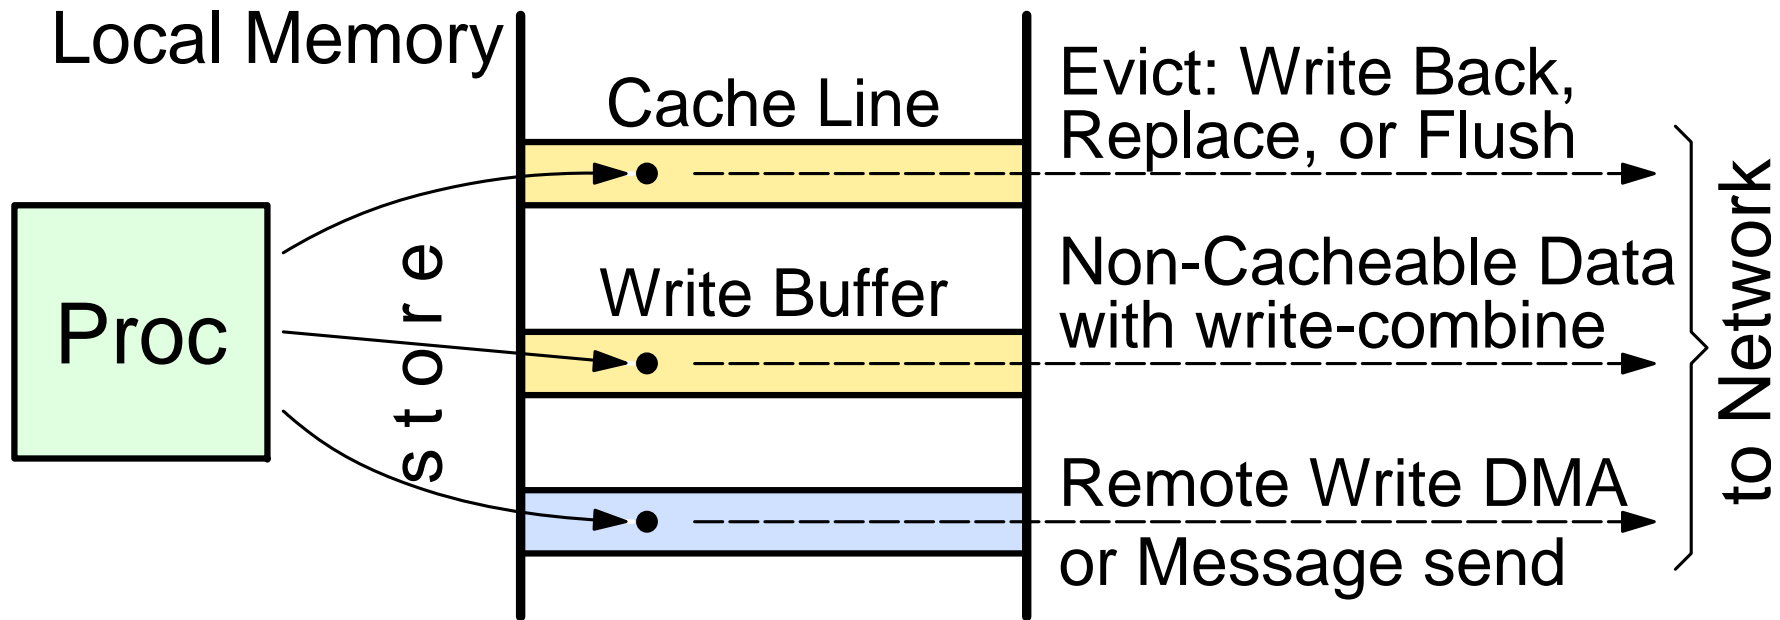 Local Memory
Cache Line
Evict: Write Back,
Replace, or Flush
Proc
store
Write Buffer
Non-Cacheable Data
with write-combine
Remote Write DMA
or Message send
to Network